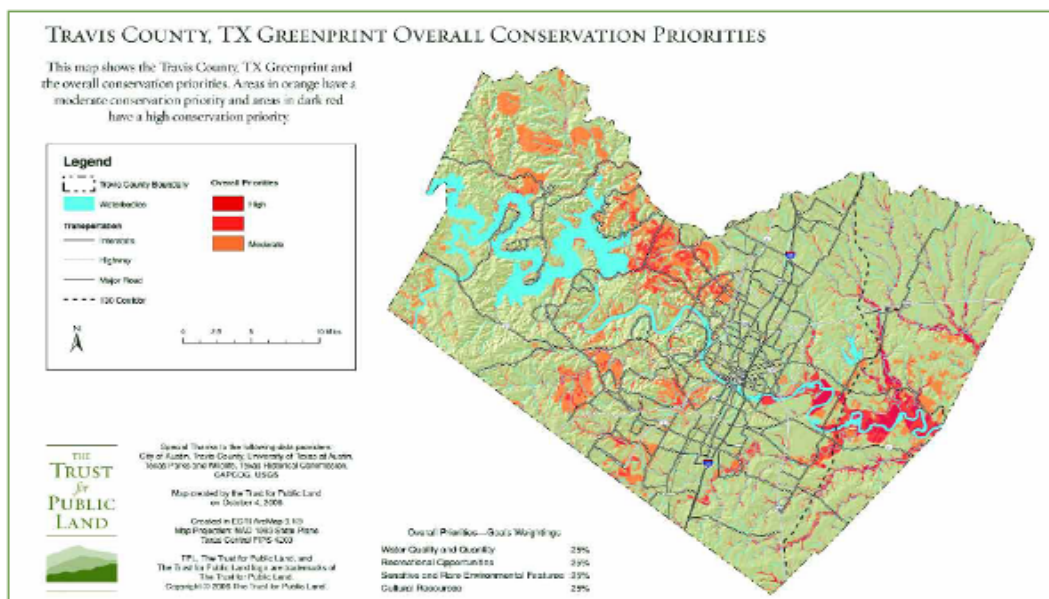 TRAVIS COUNTY, TX GREENPRINT OVERALL CONSERVATION PRIORITIES
This map shows the Travis County, TX Greenprint and
the overall conservation priorities. Areas in orange have a
moderate conservation priority and areas in dark red
have a high conservation priority.
Legend
Travis County Boundary
Waterbodies
Transportation
Interstate
Highway
Major Road
130 Corridor
Overall Priorities
High
Moderate
N
0 2.5 5 10 Miles
THE
TRUST
for
PUBLIC
LAND
Special Thanks to the following data providers:
City of Austin, Travis County, University of Texas at Austin,
Texas Parks and Wildlife, Texas Historical Commission,
CAPCOG, USGS
Map created by the Trust for Public Land
on October 4, 2006
Created in ESRI ArcMap
Map Projection: NAD 1983 State Plane
Texas Central FIPS 4203
TPL, The Trust for Public Land, and
The Trust for Public Land logo are trademarks of
The Trust for Public Land.
Copyright © 2006 The Trust for Public Land.
Overall Priorities—Goals Weightings
Water Quality and Quantity 25%
Recreational Opportunities 25%
Sensitive and Rare Environmental Features 25%
Cultural Resources 25%